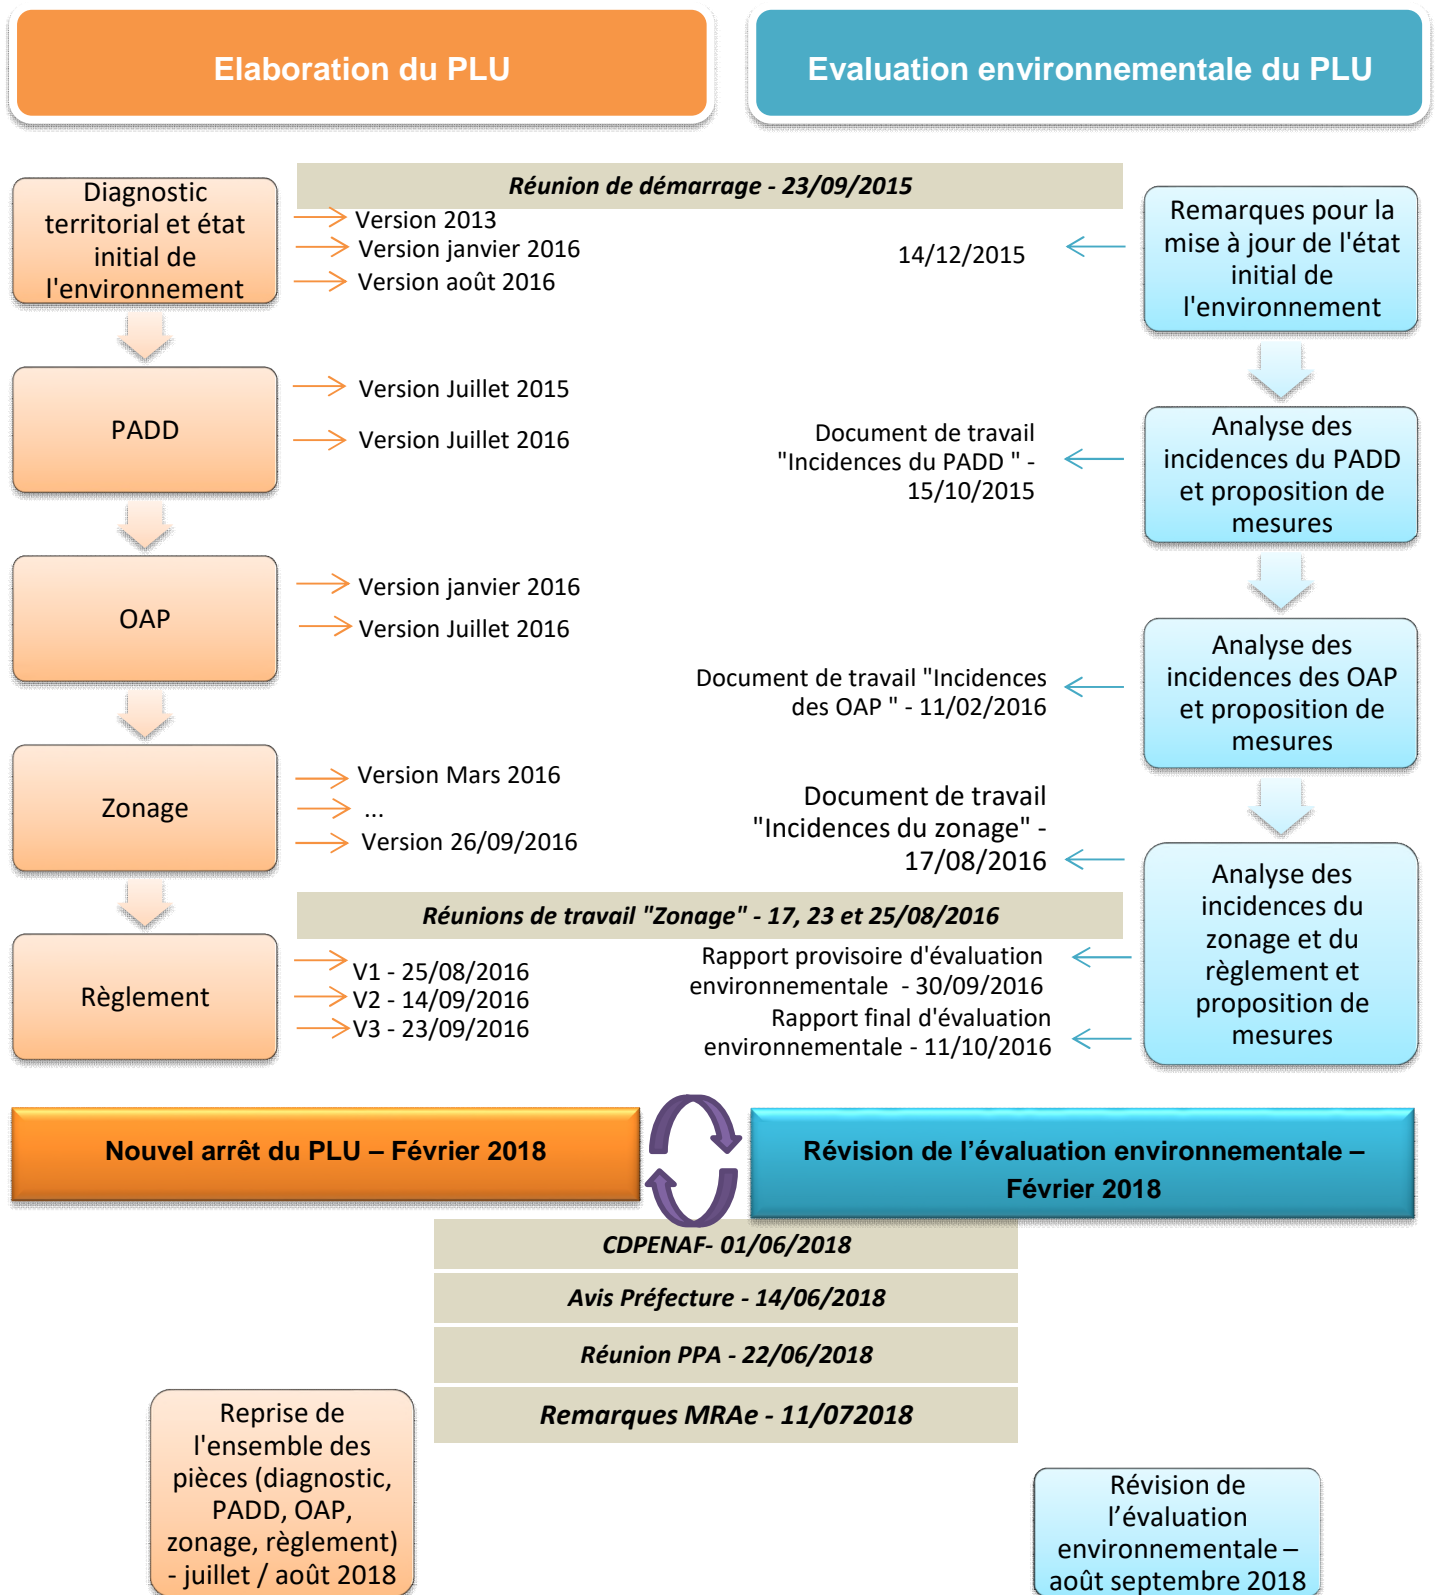 Elaboration du PLU
Evaluation environnementale du PLU
Réunion de démarrage - 23/09/2015
Diagnostic
territorial et état
initial de
l'environnement
Version 2013
Version janvier 2016
Version août 2016
14/12/2015
Remarques pour la
mise à jour de l'état
initial de
l'environnement
PADD
Version Juillet 2015
Version Juillet 2016
Document de travail
"Incidences du PADD " -
15/10/2015
Analyse des
incidences du PADD
et proposition de
mesures
OAP
Version janvier 2016
Version Juillet 2016
Document de travail "Incidences
des OAP " - 11/02/2016
Analyse des
incidences des OAP
et proposition de
mesures
Zonage
Version Mars 2016
...
Version 26/09/2016
Document de travail
"Incidences du zonage" -
17/08/2016
Analyse des
incidences du
zonage et du
règlement et
proposition de
mesures
Réunions de travail "Zonage" - 17, 23 et 25/08/2016
Règlement
V1 - 25/08/2016
V2 - 14/09/2016
V3 - 23/09/2016
Rapport provisoire d'évaluation
environnementale  - 30/09/2016
Rapport final d'évaluation
environnementale - 11/10/2016
Nouvel arrêt du PLU – Février 2018
Révision de l’évaluation environnementale –
Février 2018
CDPENAF- 01/06/2018
Avis Préfecture - 14/06/2018
Réunion PPA - 22/06/2018
Remarques MRAe - 11/072018
Reprise de
l'ensemble des
pièces (diagnostic,
PADD, OAP,
zonage, règlement)
- juillet / août 2018
Révision de
l’évaluation
environnementale –
août septembre 2018